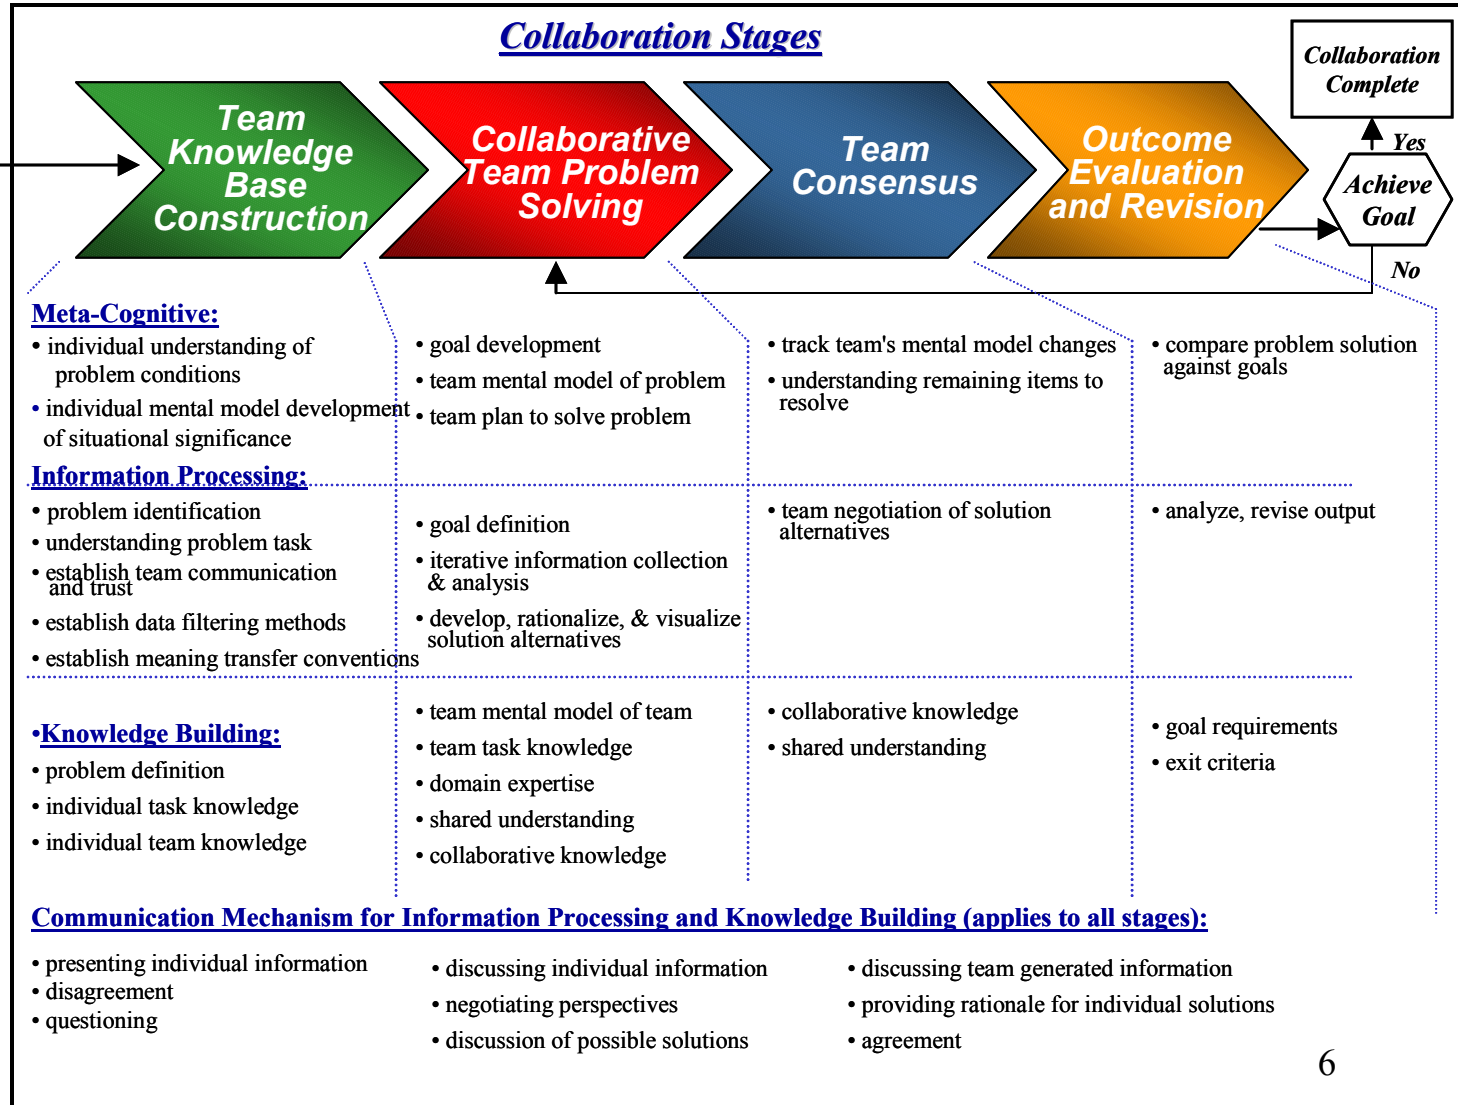 Collaboration Stages
Collaboration
Complete
Team
Knowledge
Base
Construction
Collaborative
Team Problem
Solving
Team
Consensus
Outcome
Evaluation
and Revision
Yes
Achieve
Goal
No
Meta-Cognitive:
• individual understanding of
problem conditions
• individual mental model development
of situational significance
• goal development
• team mental model of problem
• team plan to solve problem
• track team's mental model changes
• understanding remaining items to
resolve
• compare problem solution
against goals
Information Processing:
• problem identification
• understanding problem task
• establish team communication
and trust
• establish data filtering methods
• establish meaning transfer conventions
• goal definition
• iterative information collection
& analysis
• develop, rationalize, & visualize
solution alternatives
• team negotiation of solution
alternatives
• analyze, revise output
•Knowledge Building:
• problem definition
• individual task knowledge
• individual team knowledge
• team mental model of team
• team task knowledge
• domain expertise
• shared understanding
• collaborative knowledge
• collaborative knowledge
• shared understanding
• goal requirements
• exit criteria
Communication Mechanism for Information Processing and Knowledge Building (applies to all stages):
• presenting individual information
• disagreement
• questioning
• discussing individual information
• negotiating perspectives
• discussion of possible solutions
• discussing team generated information
• providing rationale for individual solutions
• agreement
6